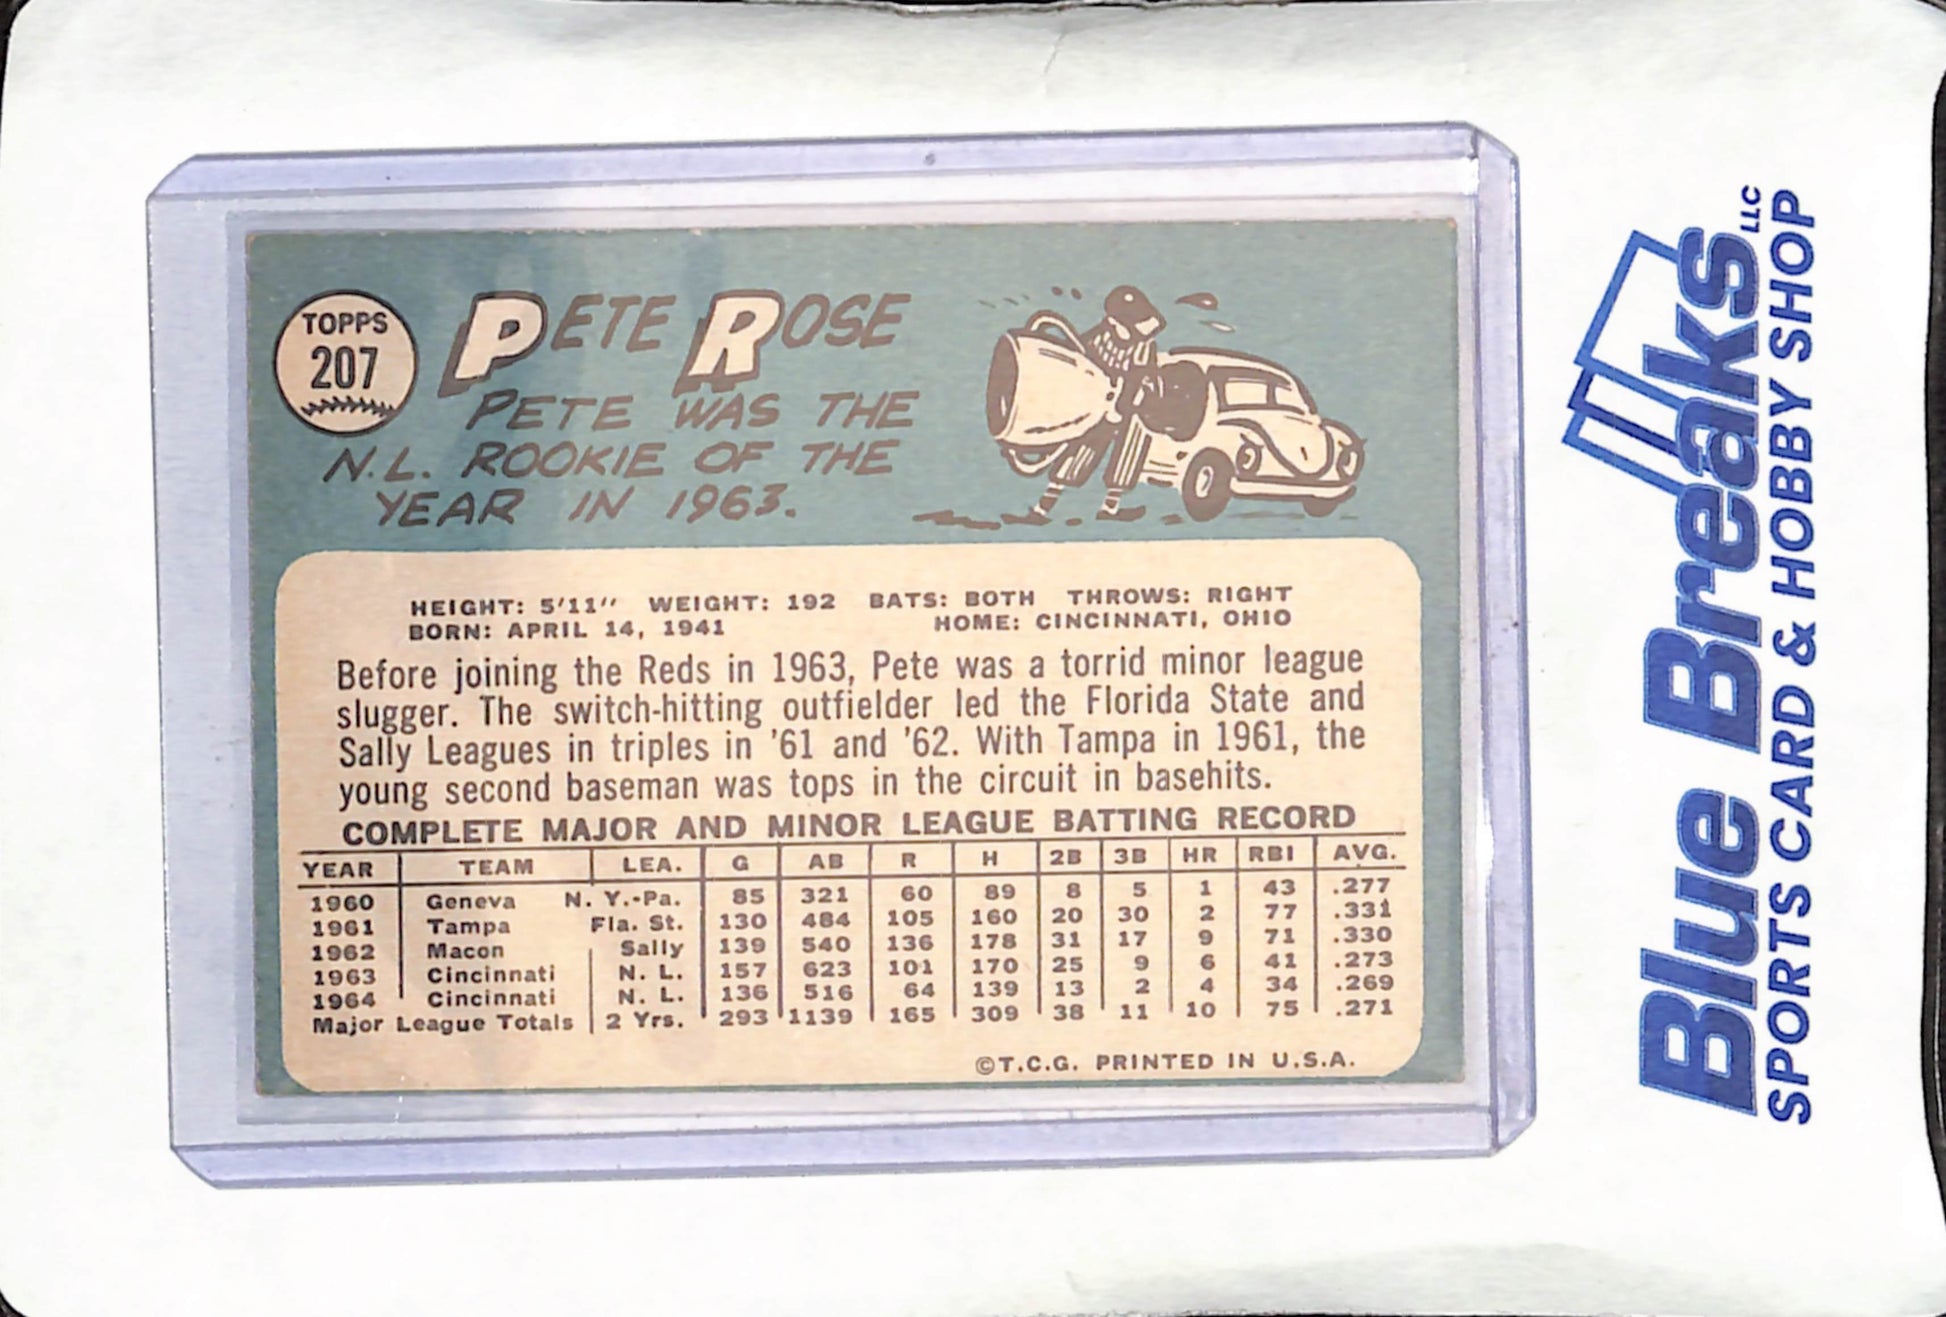 TOPPS
207
PETE ROSE
PETE WAS THE
N.L. ROOKIE OF THE
YEAR IN 1963.
HEIGHT: 5'11" WEIGHT: 192 BATS: BOTH THROWS: RIGHT
BORN: APRIL 14, 1941 HOME: CINCINNATI, OHIO
Before joining the Reds in 1963, Pete was a torrid minor league
slugger. The switch-hitting outfielder led the Florida State and
Sally Leagues in triples in '61 and '62. With Tampa in 1961, the
young second baseman was tops in the circuit in basehits.
COMPLETE MAJOR AND MINOR LEAGUE BATTING RECORD
YEAR TEAM LEA. G AB R H 2B 3B HR RBI AVG.
1960 Geneva N. Y.-Pa. 85 321 60 89 8 5 1 43 .277
1961 Tampa Fla. St. 130 484 105 160 20 30 2 77 .331
1962 Macon Sally 139 540 136 178 31 17 9 71 .330
1963 Cincinnati N. L. 157 623 101 170 25 9 6 41 .273
1964 Cincinnati N. L. 136 516 64 139 13 2 4 34 .269
Major League Totals 2 Yrs. 293 1139 165 309 38 11 10 75 .271
©T.C.G. PRINTED IN U.S.A.
Blue Breaks LLC
SPORTS CARD & HOBBY SHOP